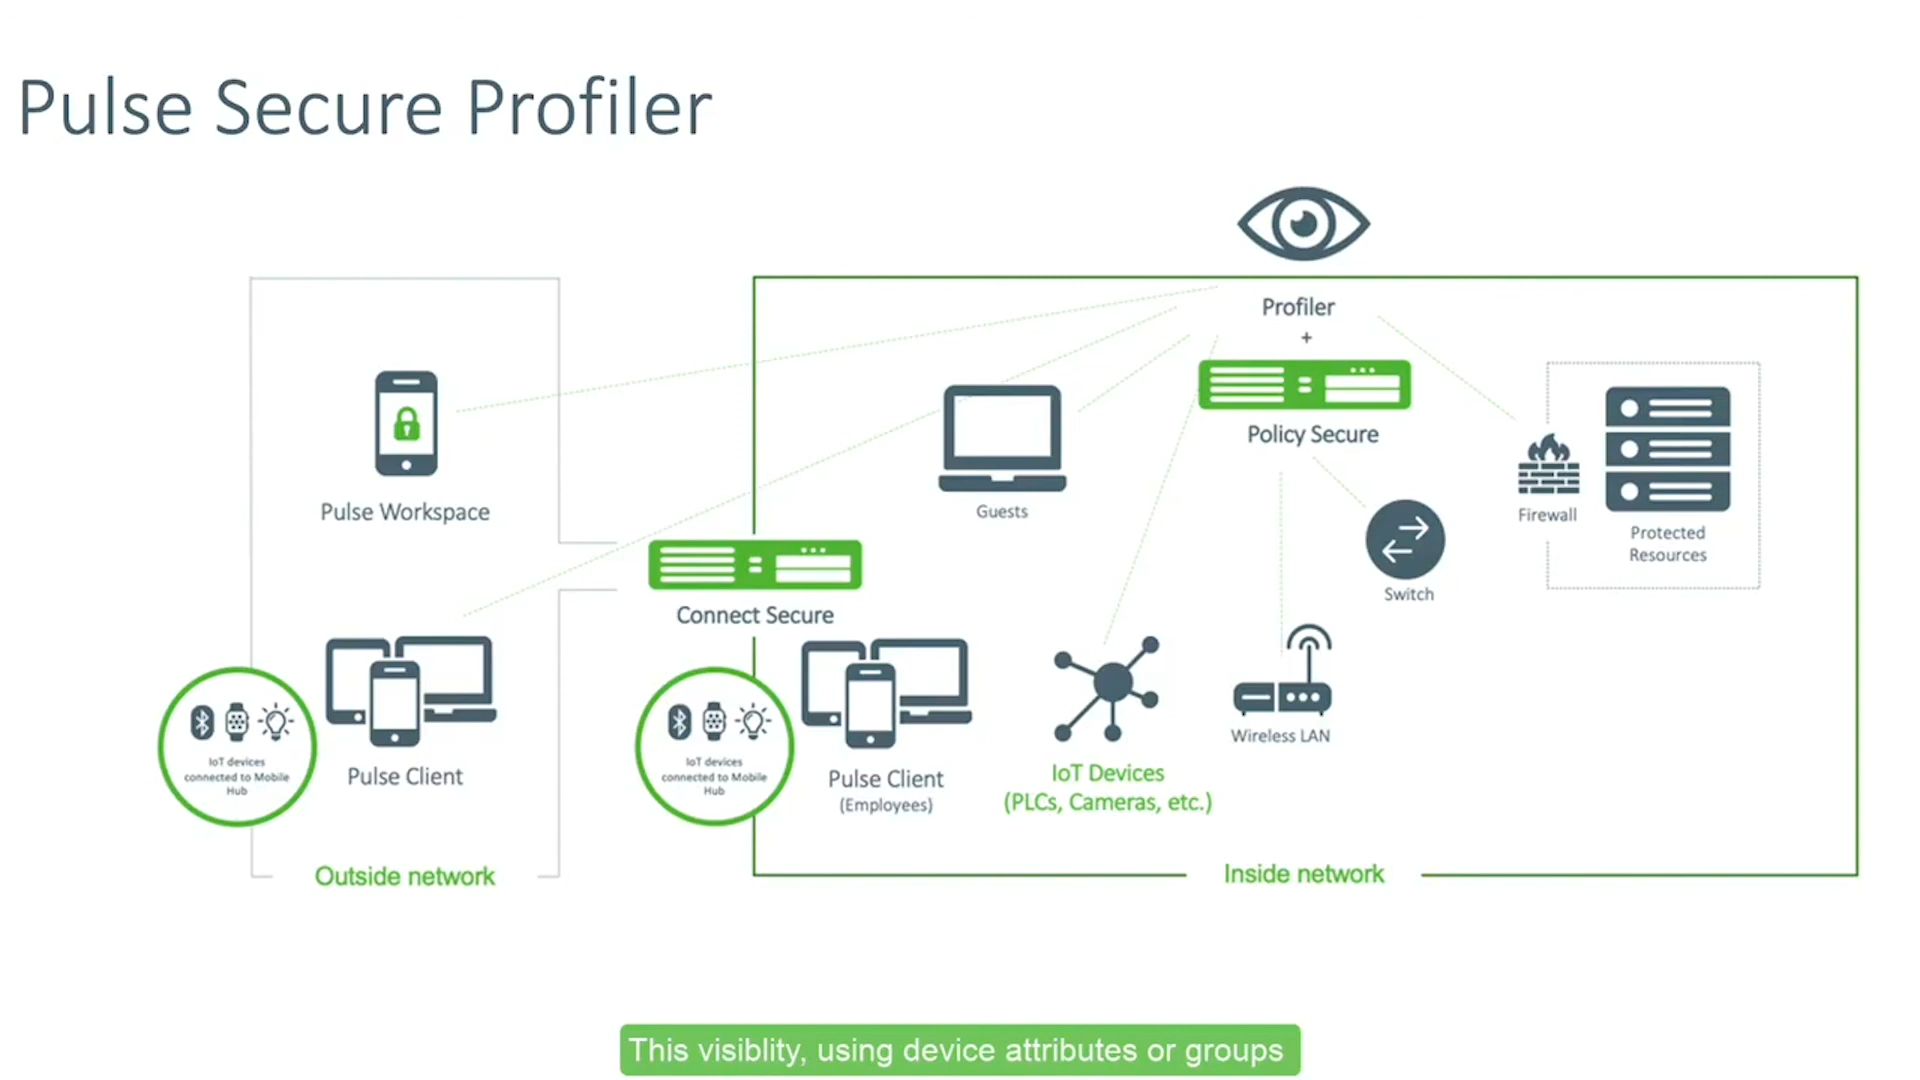 Pulse Secure Profiler
Profiler
+
Policy Secure
Pulse Workspace
Guests
Firewall
Protected
Resources
Switch
Connect Secure
Wireless LAN
IoT devices
connected to Mobile
Hub
Pulse Client
IoT devices
connected to Mobile
Hub
Pulse Client
(Employees)
IoT Devices
(PLCs, Cameras, etc.)
Outside network
Inside network
This visiblity, using device attributes or groups